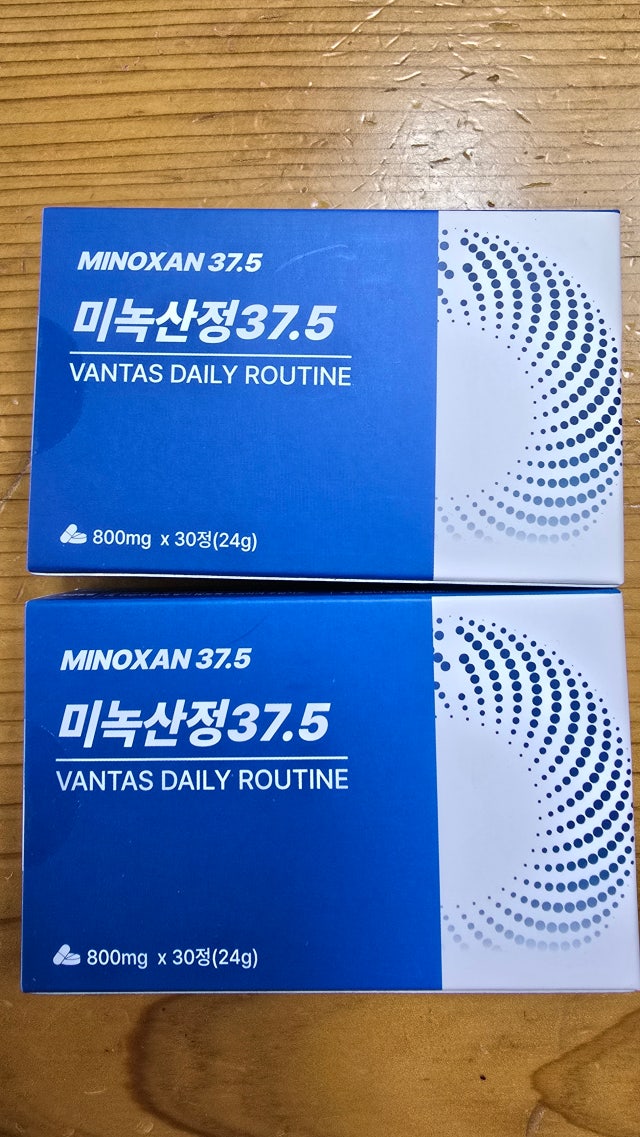 MINOXAN 37.5
미녹산정37.5
VANTAS DAILY ROUTINE
800mg x 30정(24g)
MINOXAN 37.5
미녹산정37.5
VANTAS DAILY ROUTINE
800mg x 30정(24g)